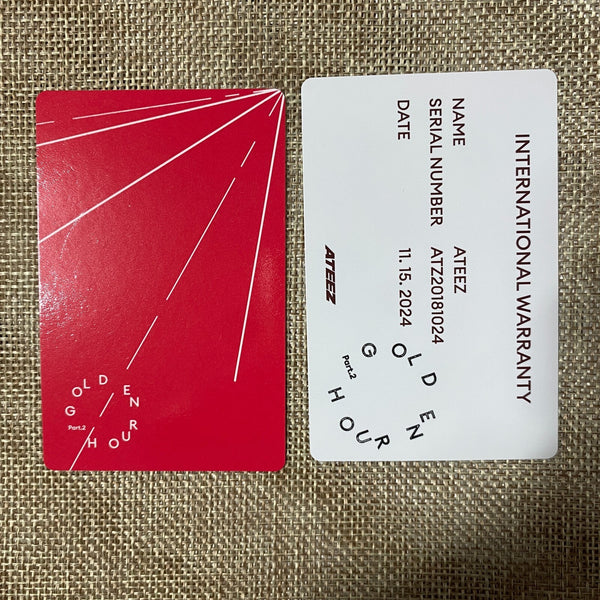 GOLDEN
Part.2
HOUR
INTERNATIONAL WARRANTY
NAME ATEEZ
SERIAL NUMBER ATZ20181024
DATE 11. 15. 2024
ATEEZ
GOLDEN
Part.2
HOUR